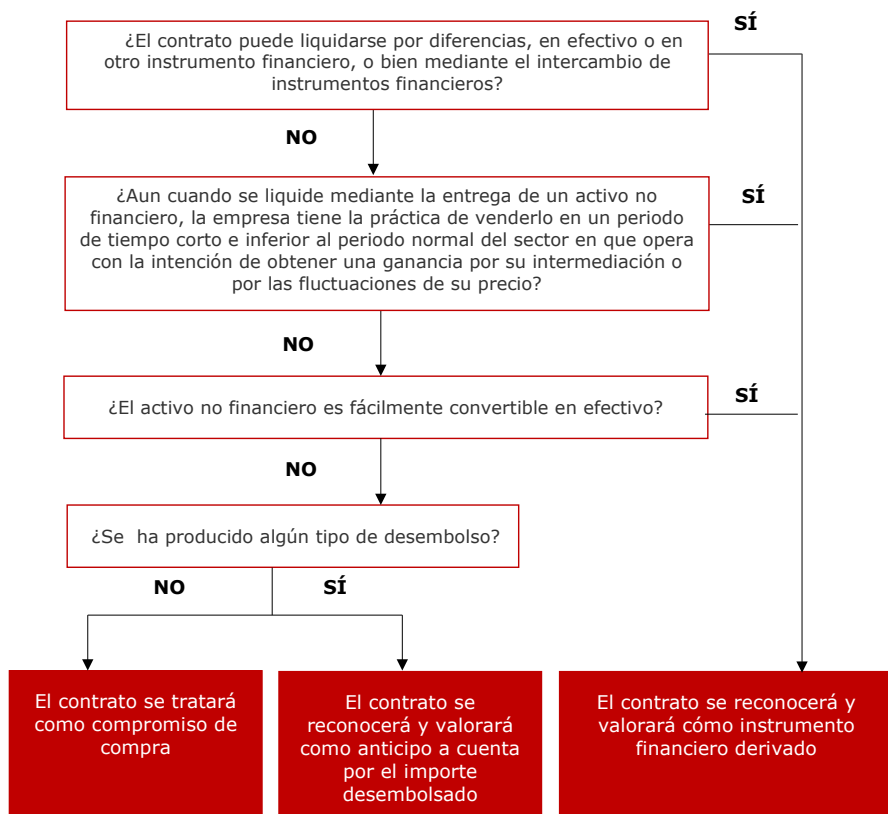 SÍ
¿El contrato puede liquidarse por diferencias, en efectivo o en
otro instrumento financiero, o bien mediante el intercambio de
instrumentos financieros?
NO
¿Aun cuando se liquide mediante la entrega de un activo no
financiero, la empresa tiene la práctica de venderlo en un periodo
de tiempo corto e inferior al periodo normal del sector en que opera
con la intención de obtener una ganancia por su intermediación o
por las fluctuaciones de su precio?
SÍ
NO
¿El activo no financiero es fácilmente convertible en efectivo?
SÍ
NO
¿Se ha producido algún tipo de desembolso?
NO
SÍ
El contrato se tratará
como compromiso de
compra
El contrato se
reconocerá y valorará
como anticipo a cuenta
por el importe
desembolsado
El contrato se reconocerá y
valorará cómo instrumento
financiero derivado